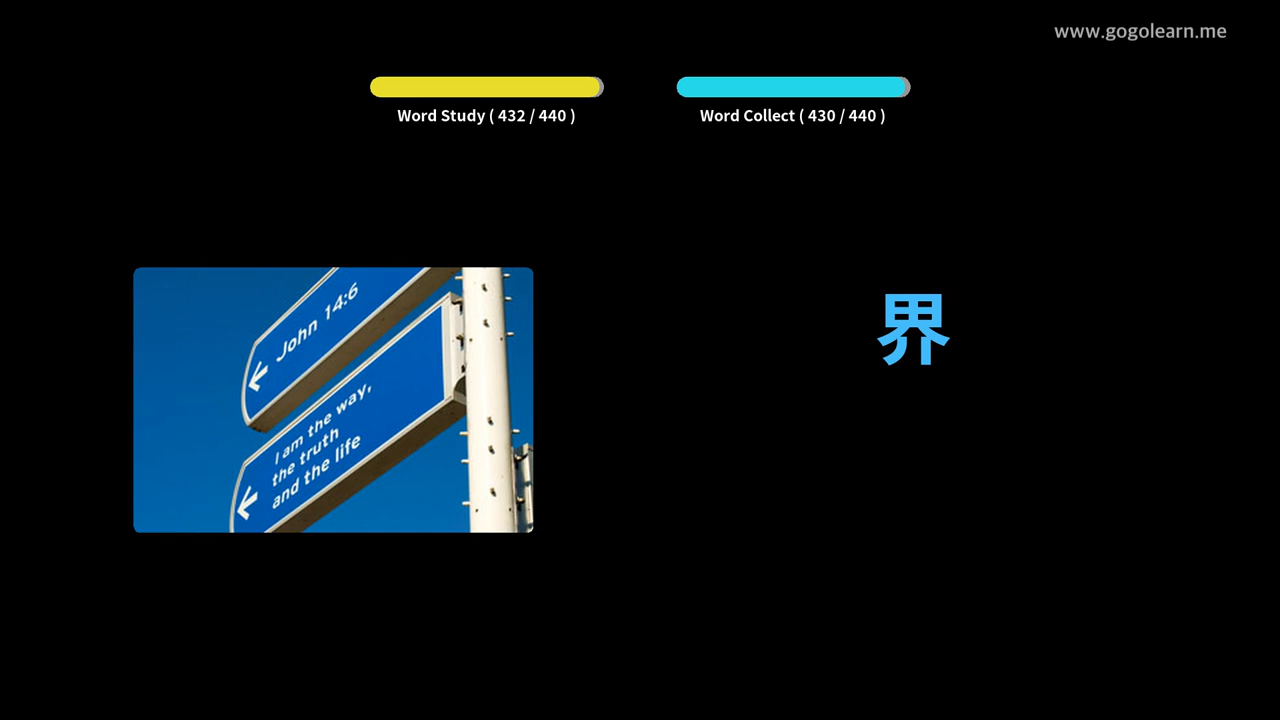 www.gogolearn.me
Word Study ( 432 / 440 )
Word Collect ( 430 / 440 )
John 14:6
I am the way,
the truth
and the life
界